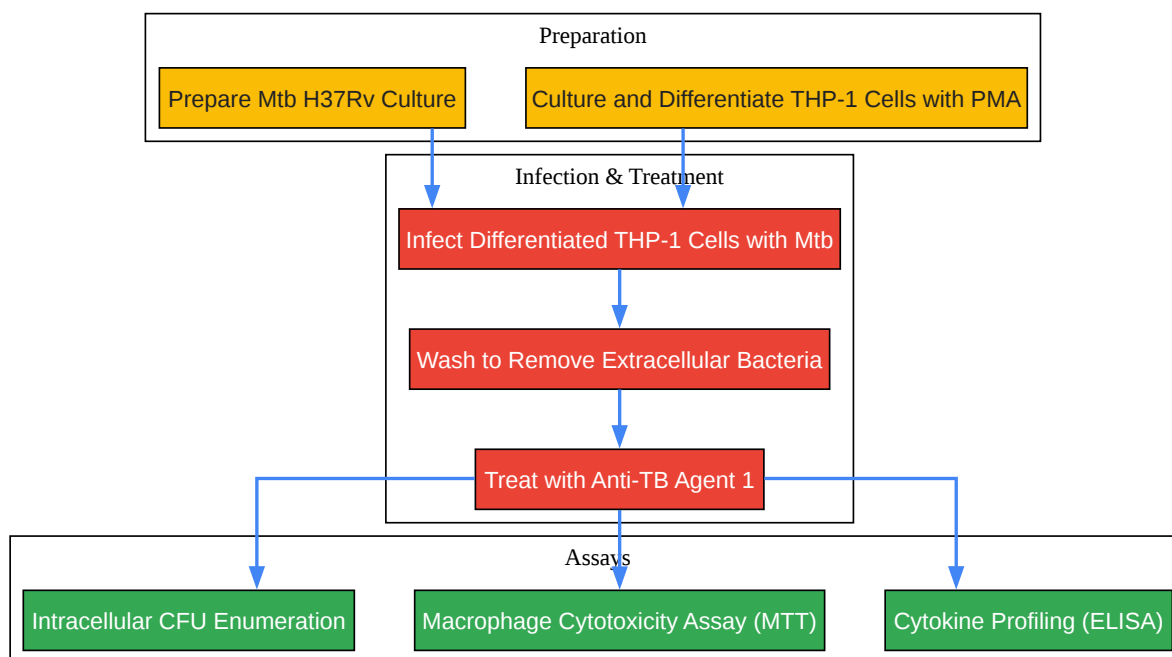 Preparation
Prepare Mtb H37Rv Culture
Culture and Differentiate THP-1 Cells with PMA
Infection & Treatment
Infect Differentiated THP-1 Cells with Mtb
Wash to Remove Extracellular Bacteria
Treat with Anti-TB Agent 1
Assays
Intracellular CFU Enumeration
Macrophage Cytotoxicity Assay (MTT)
Cytokine Profiling (ELISA)